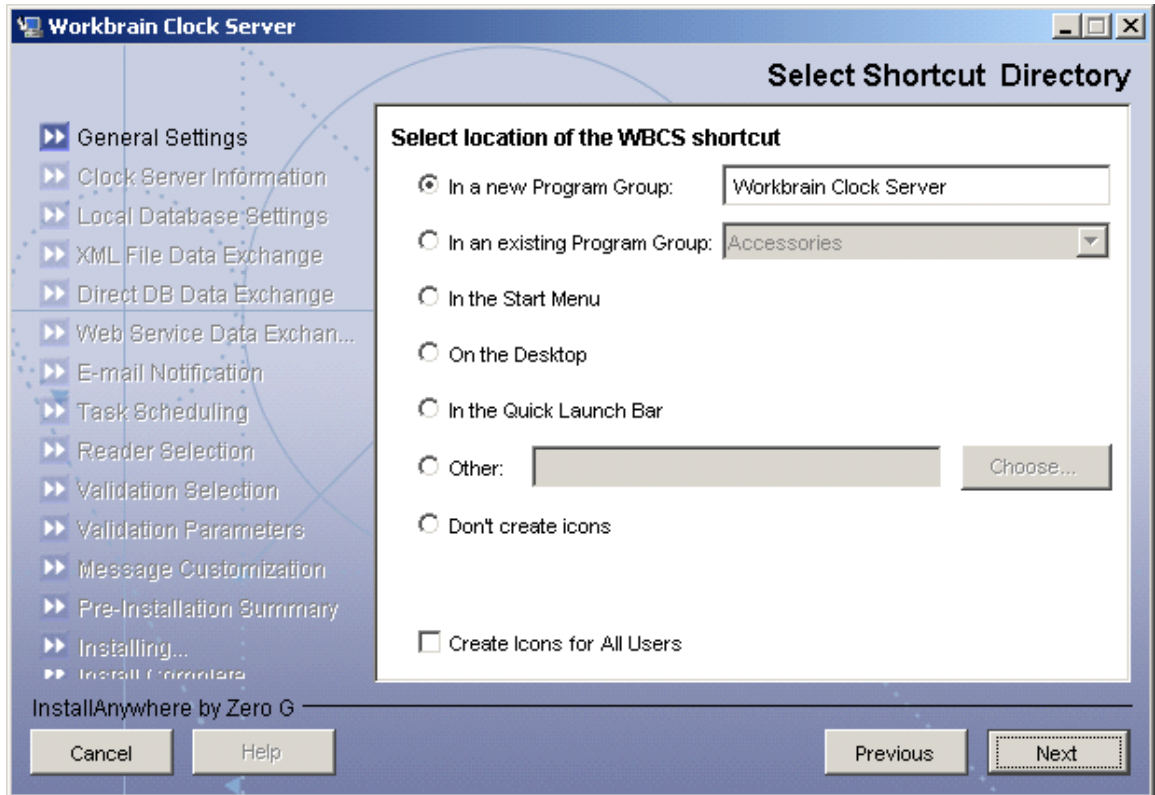 Workbrain Clock Server
Select Shortcut Directory
General Settings
Clock Server Information
Local Database Settings
XML File Data Exchange
Direct DB Data Exchange
Web Service Data Exchan...
E-mail Notification
Task Scheduling
Reader Selection
Validation Selection
Validation Parameters
Message Customization
Pre-Installation Summary
Installing...
Install Complete
Select location of the WBCS shortcut
In a new Program Group: Workbrain Clock Server
In an existing Program Group: Accessories
In the Start Menu
On the Desktop
In the Quick Launch Bar
Other: Choose...
Don't create icons
Create Icons for All Users
InstallAnywhere by Zero G
Cancel Help Previous Next